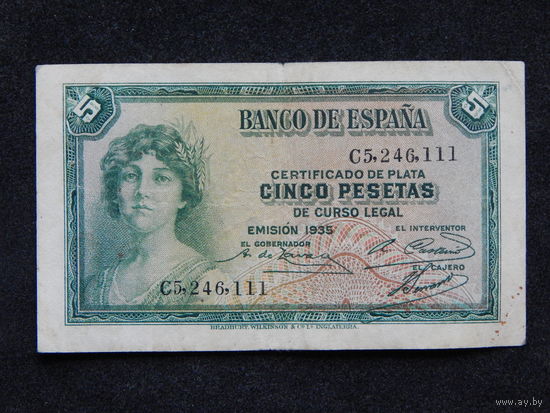 5 5
BANCO DE ESPAÑA
C5,246,111
CERTIFICADO DE PLATA
CINCO PESETAS
DE CURSO LEGAL
EMISIÓN 1935
EL INTERVENTOR
EL GOBERNADOR
EL CAJERO
C5,246,111
BRADBURY, WILKINSON & Cº Lᵈ INGLATERRA.
www.ay.by